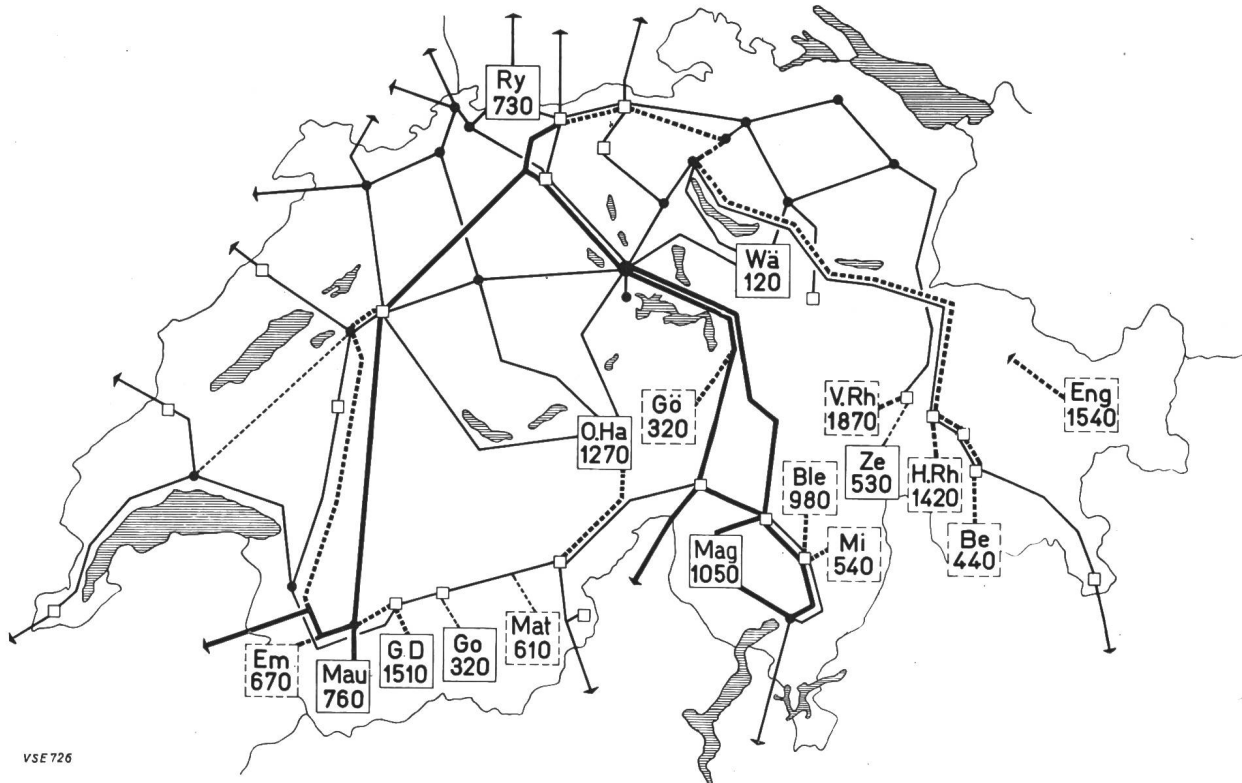 Ry
730
Wä
120
Gö
320
V.Rh
1870
Eng
1540
O.Ha
1270
Ze
530
H.Rh
1420
Ble
980
Be
440
Mag
1050
Mi
540
Em
670
Mau
760
G.D
1510
Go
320
Mat
610
VSE 726